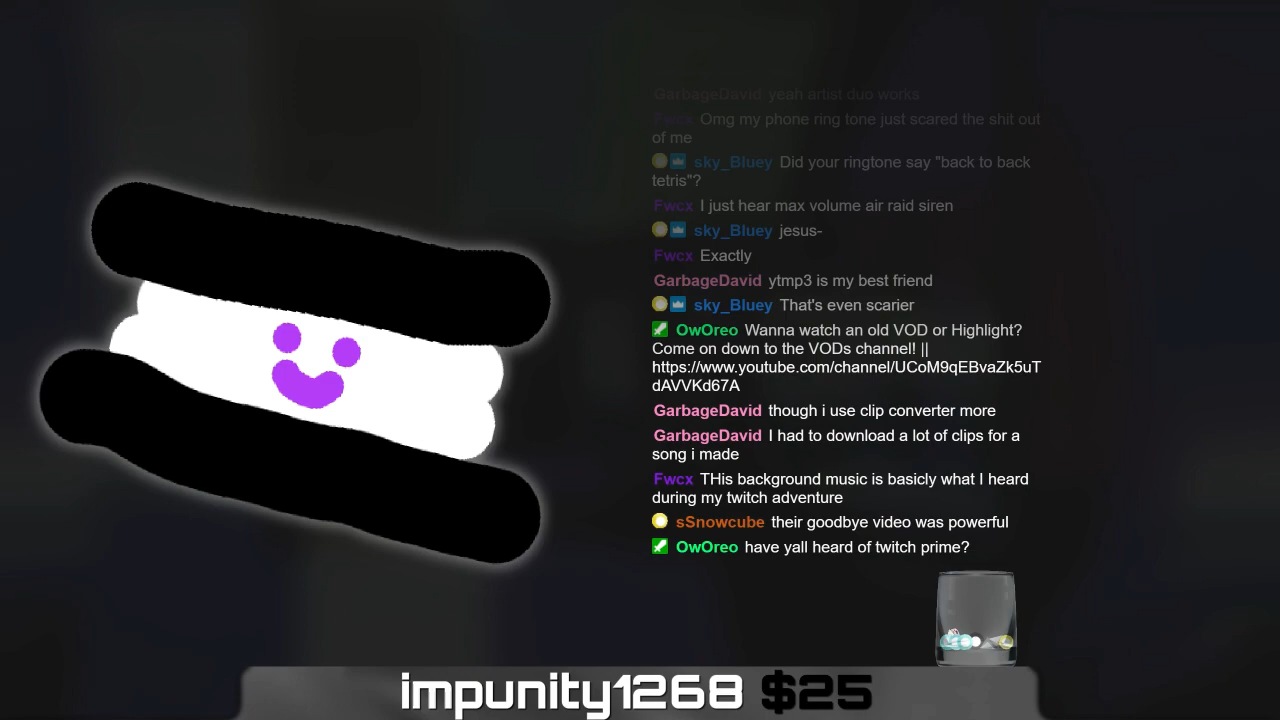 GarbageDavid yeah artist duo works
Fwcx Omg my phone ring tone just scared the shit out
of me
sky_Bluey Did your ringtone say "back to back
tetris"?
Fwcx I just hear max volume air raid siren
sky_Bluey jesus-
Fwcx Exactly
GarbageDavid ytmp3 is my best friend
sky_Bluey That's even scarier
OwOreo Wanna watch an old VOD or Highlight?
Come on down to the VODs channel! ||
https://www.youtube.com/channel/UCoM9qEBvaZk5uT
dAVVKd67A
GarbageDavid though i use clip converter more
GarbageDavid I had to download a lot of clips for a
song i made
Fwcx THis background music is basicly what I heard
during my twitch adventure
sSnowcube their goodbye video was powerful
OwOreo have yall heard of twitch prime?
impunity1268 $25